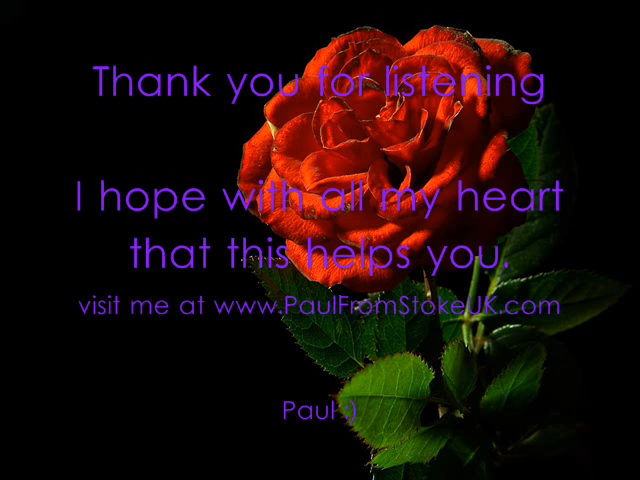 Thank you for listening
I hope with all my heart
that this helps you.
visit me at www.PaulFromStokeUK.com
Paul :)